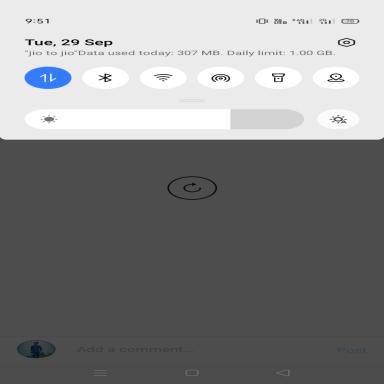 9:51
Tue, 29 Sep
"jio to jio"Data used today: 307 MB. Daily limit: 1.00 GB.
Add a comment...
Post